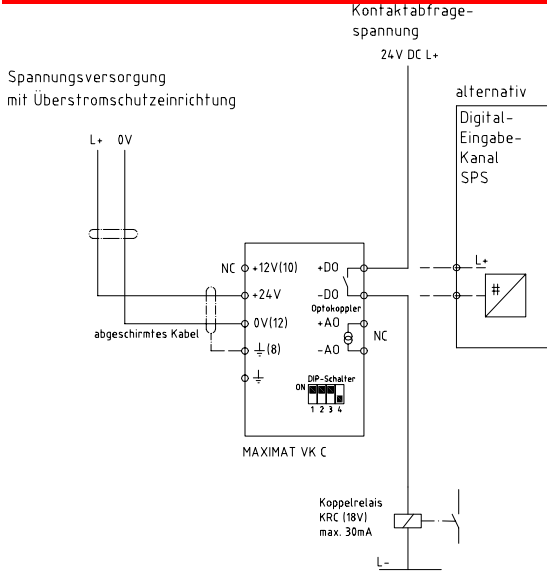 Kontaktabfrage-
spannung
24V DC L+
Spannungsversorgung
mit Überstromschutzeinrichtung
L+ 0V
alternativ
Digital-
Eingabe-
Kanal
SPS
L+
#
NC +12V(10) +DO
+24V -DO
Optokoppler
0V(12) +AO
NC
abgeschirmtes Kabel
(8) -AO
DIP-Schalter
ON
1 2 3 4
MAXIMAT VK C
Koppelrelais
KRC (18V)
max. 30mA
L-